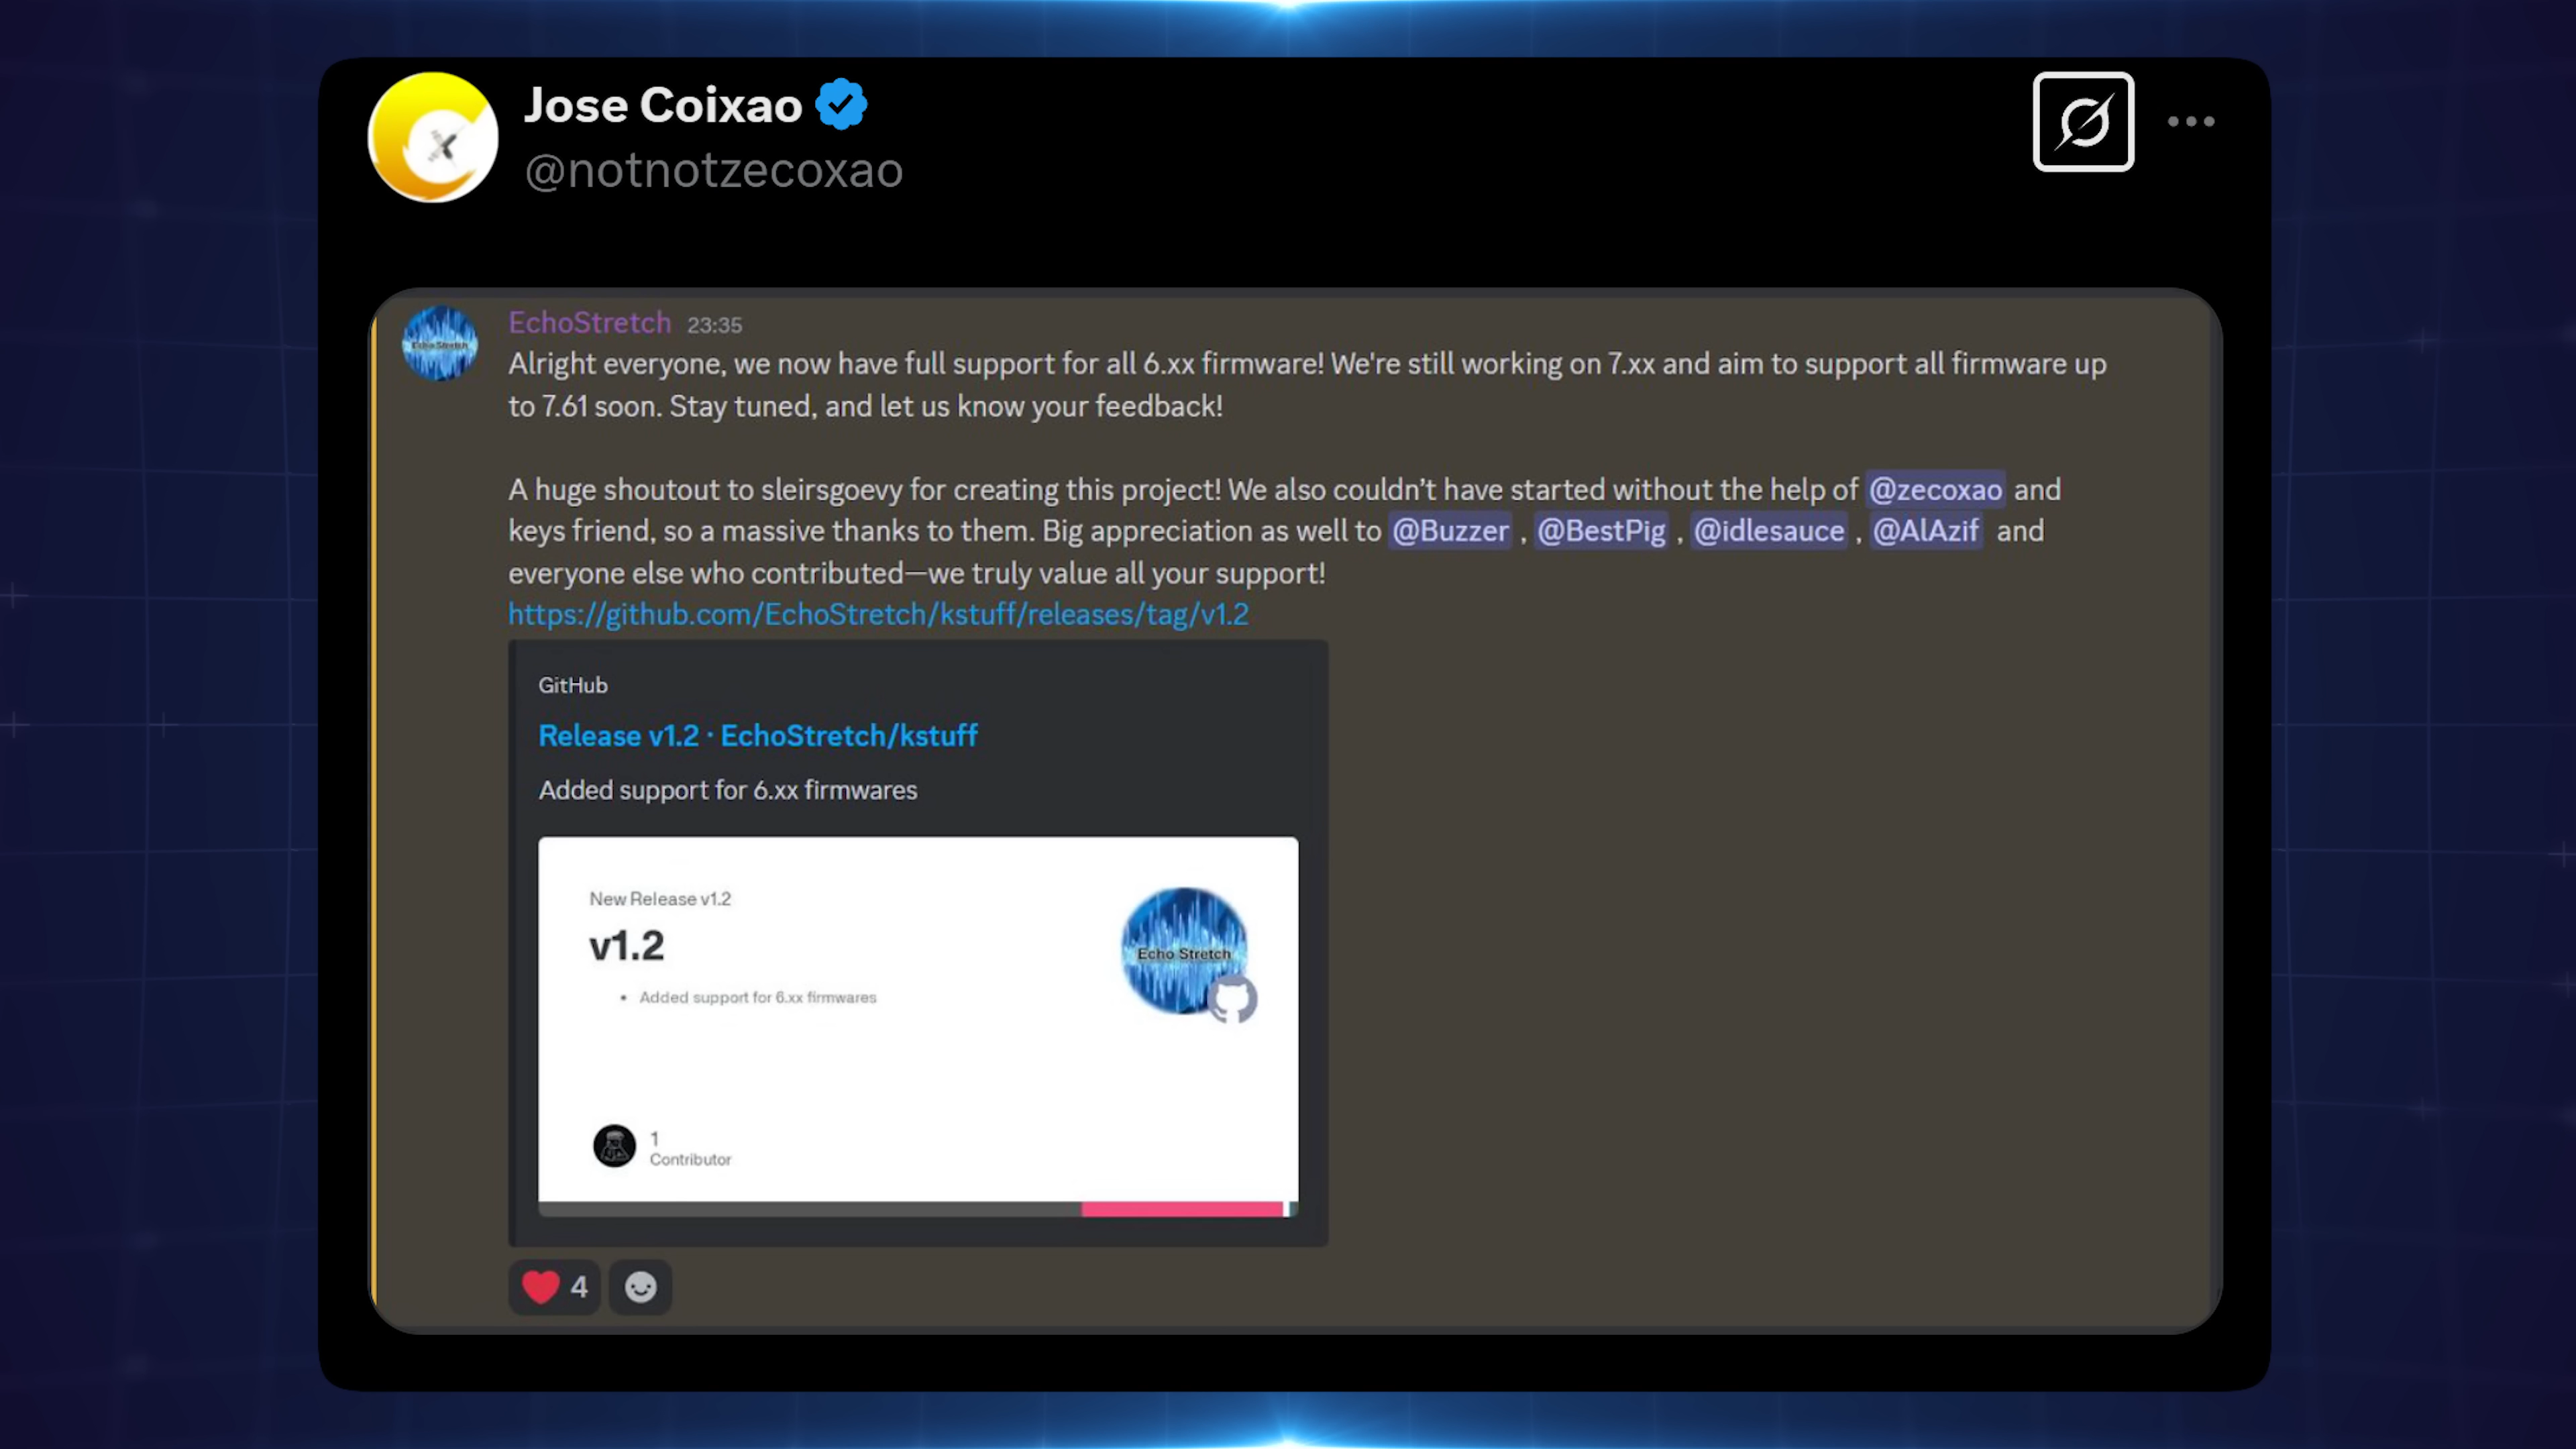 Jose Coixao
@notnotzecoxao
EchoStretch 23:35
Alright everyone, we now have full support for all 6.xx firmware! We're still working on 7.xx and aim to support all firmware up
to 7.61 soon. Stay tuned, and let us know your feedback!
A huge shoutout to sleirsgoevy for creating this project! We also couldn't have started without the help of @zecoxao and
keys friend, so a massive thanks to them. Big appreciation as well to @Buzzer , @BestPig , @idlesauce , @AlAzif and
everyone else who contributed—we truly value all your support!
https://github.com/EchoStretch/kstuff/releases/tag/v1.2
GitHub
Release v1.2 · EchoStretch/kstuff
Added support for 6.xx firmwares
New Release v1.2
v1.2
• Added support for 6.xx firmwares
Echo Stretch
1
Contributor
4